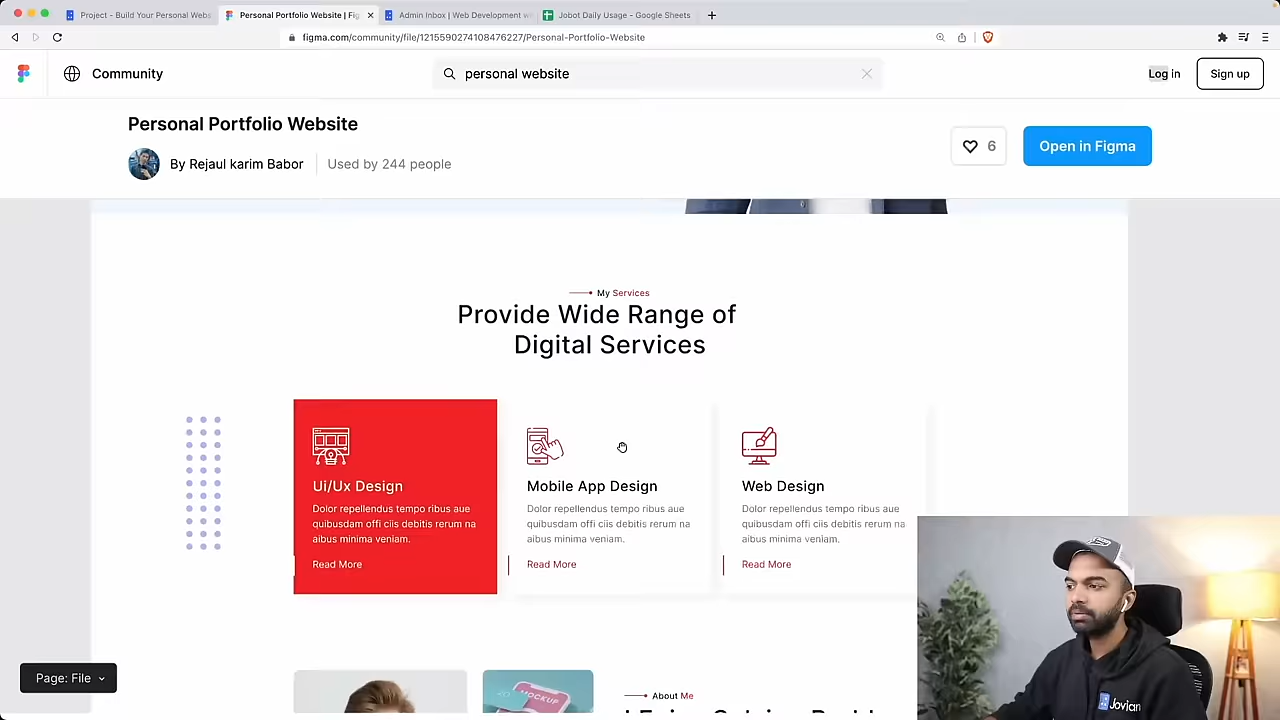 Project - Build Your Personal Webs
Personal Portfolio Website | Fig
Admin Inbox | Web Development w
Jobot Daily Usage - Google Sheets
figma.com/community/file/1215590274108476227/Personal-Portfolio-Website
Community
personal website
Log in
Sign up
Personal Portfolio Website
By Rejaul karim Babor
Used by 244 people
6
Open in Figma
My Services
Provide Wide Range of
Digital Services
Ui/Ux Design
Dolor repellendus tempo ribus aue
quibusdam offi ciis debitis rerum na
aibus minima veniam.
Read More
Mobile App Design
Dolor repellendus tempo ribus aue
quibusdam offi ciis debitis rerum na
aibus minima veniam.
Read More
Web Design
Dolor repellendus tempo ribus aue
quibusdam offi ciis debitis rerum na
aibus minima veniam.
Read More
MOCKUP
About Me
Page: File
Jovian